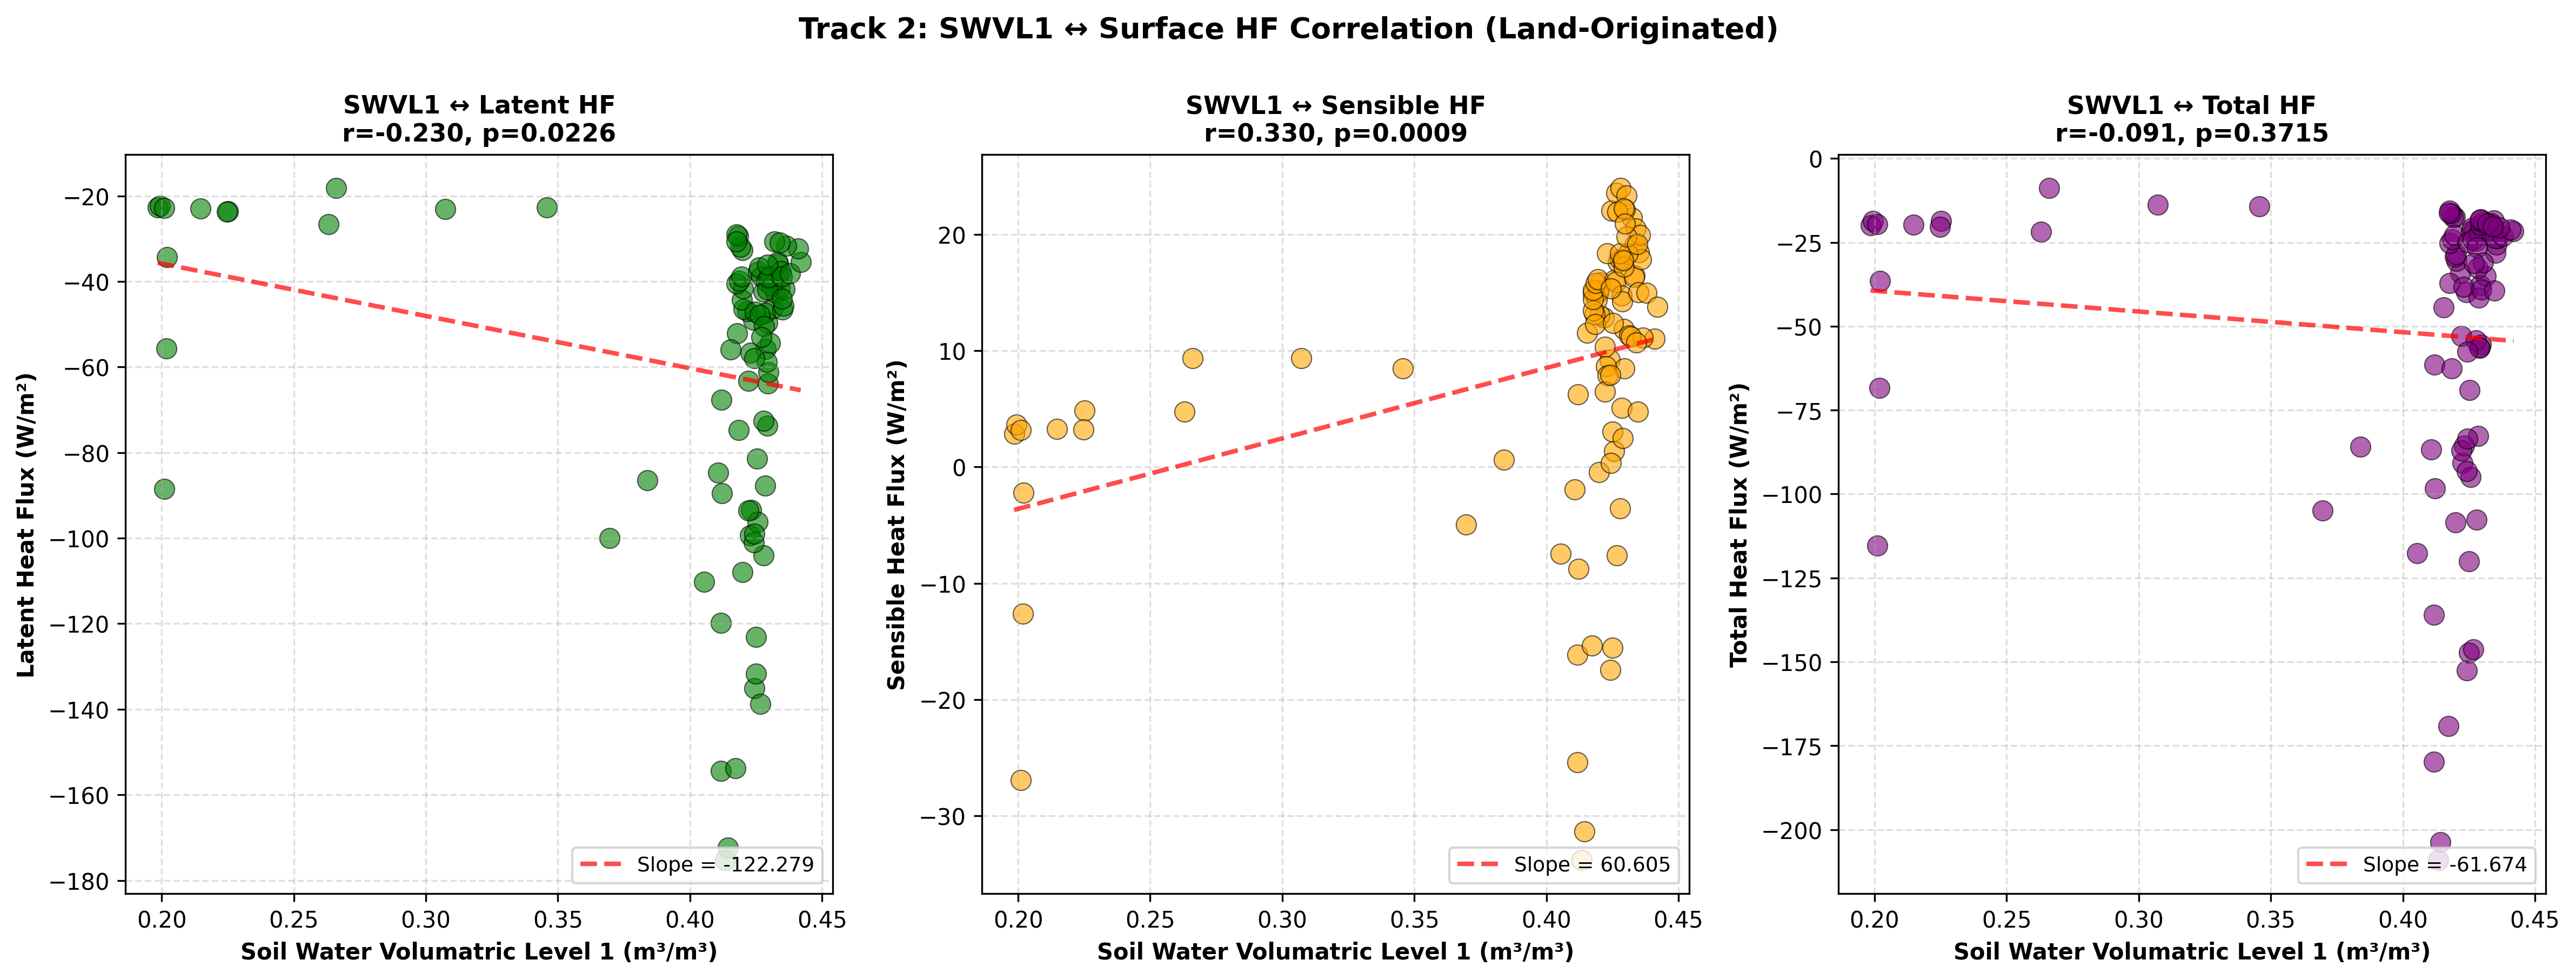 Track 2: SWVL1 ↔ Surface HF Correlation (Land-Originated)
SWVL1 ↔ Latent HF
r=-0.230, p=0.0226
Latent Heat Flux (W/m²)
−20
−40
−60
−80
−100
−120
−140
−160
−180
0.20 0.25 0.30 0.35 0.40 0.45
Soil Water Volumatric Level 1 (m³/m³)
Slope = -122.279
SWVL1 ↔ Sensible HF
r=0.330, p=0.0009
Sensible Heat Flux (W/m²)
20
10
0
−10
−20
−30
0.20 0.25 0.30 0.35 0.40 0.45
Soil Water Volumatric Level 1 (m³/m³)
Slope = 60.605
SWVL1 ↔ Total HF
r=-0.091, p=0.3715
Total Heat Flux (W/m²)
0
−25
−50
−75
−100
−125
−150
−175
−200
0.20 0.25 0.30 0.35 0.40 0.45
Soil Water Volumatric Level 1 (m³/m³)
Slope = -61.674